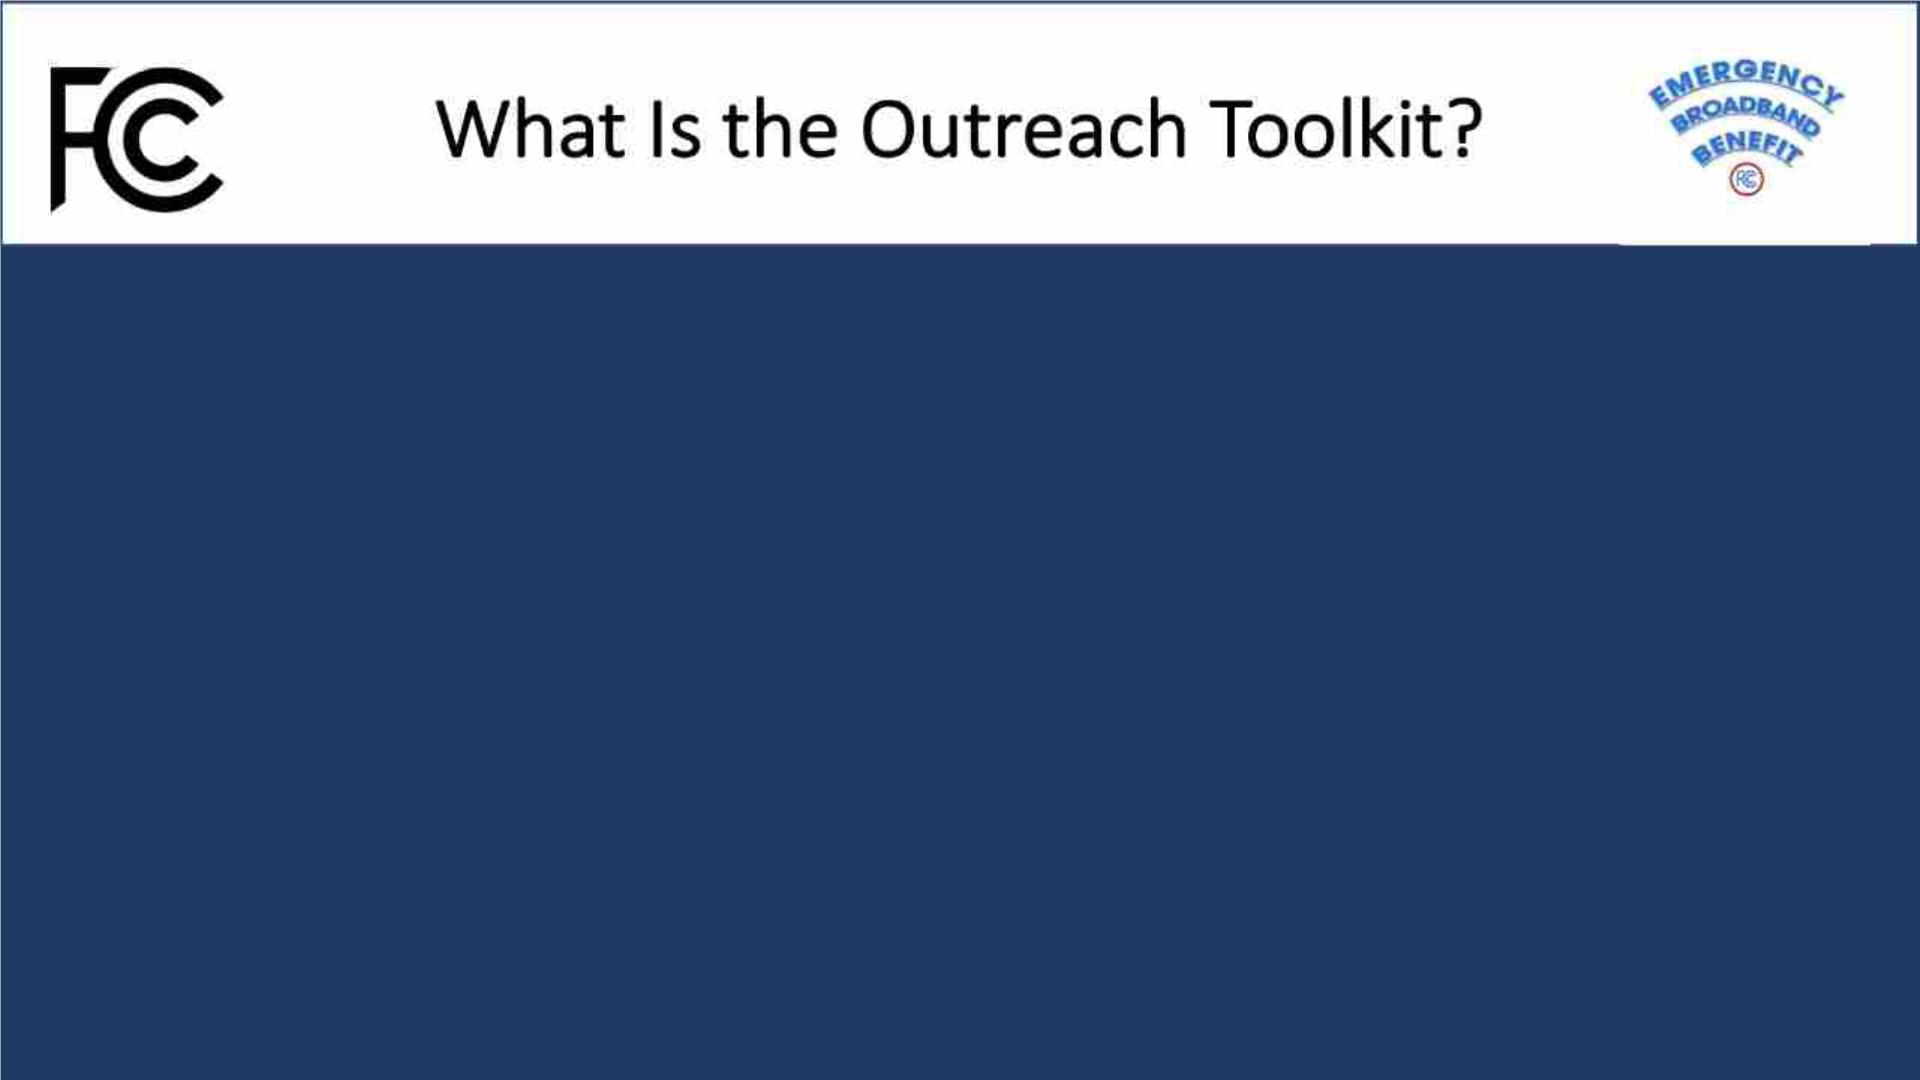 FCC
What Is the Outreach Toolkit?
EMERGENCY
BROADBAND
BENEFIT
FCC